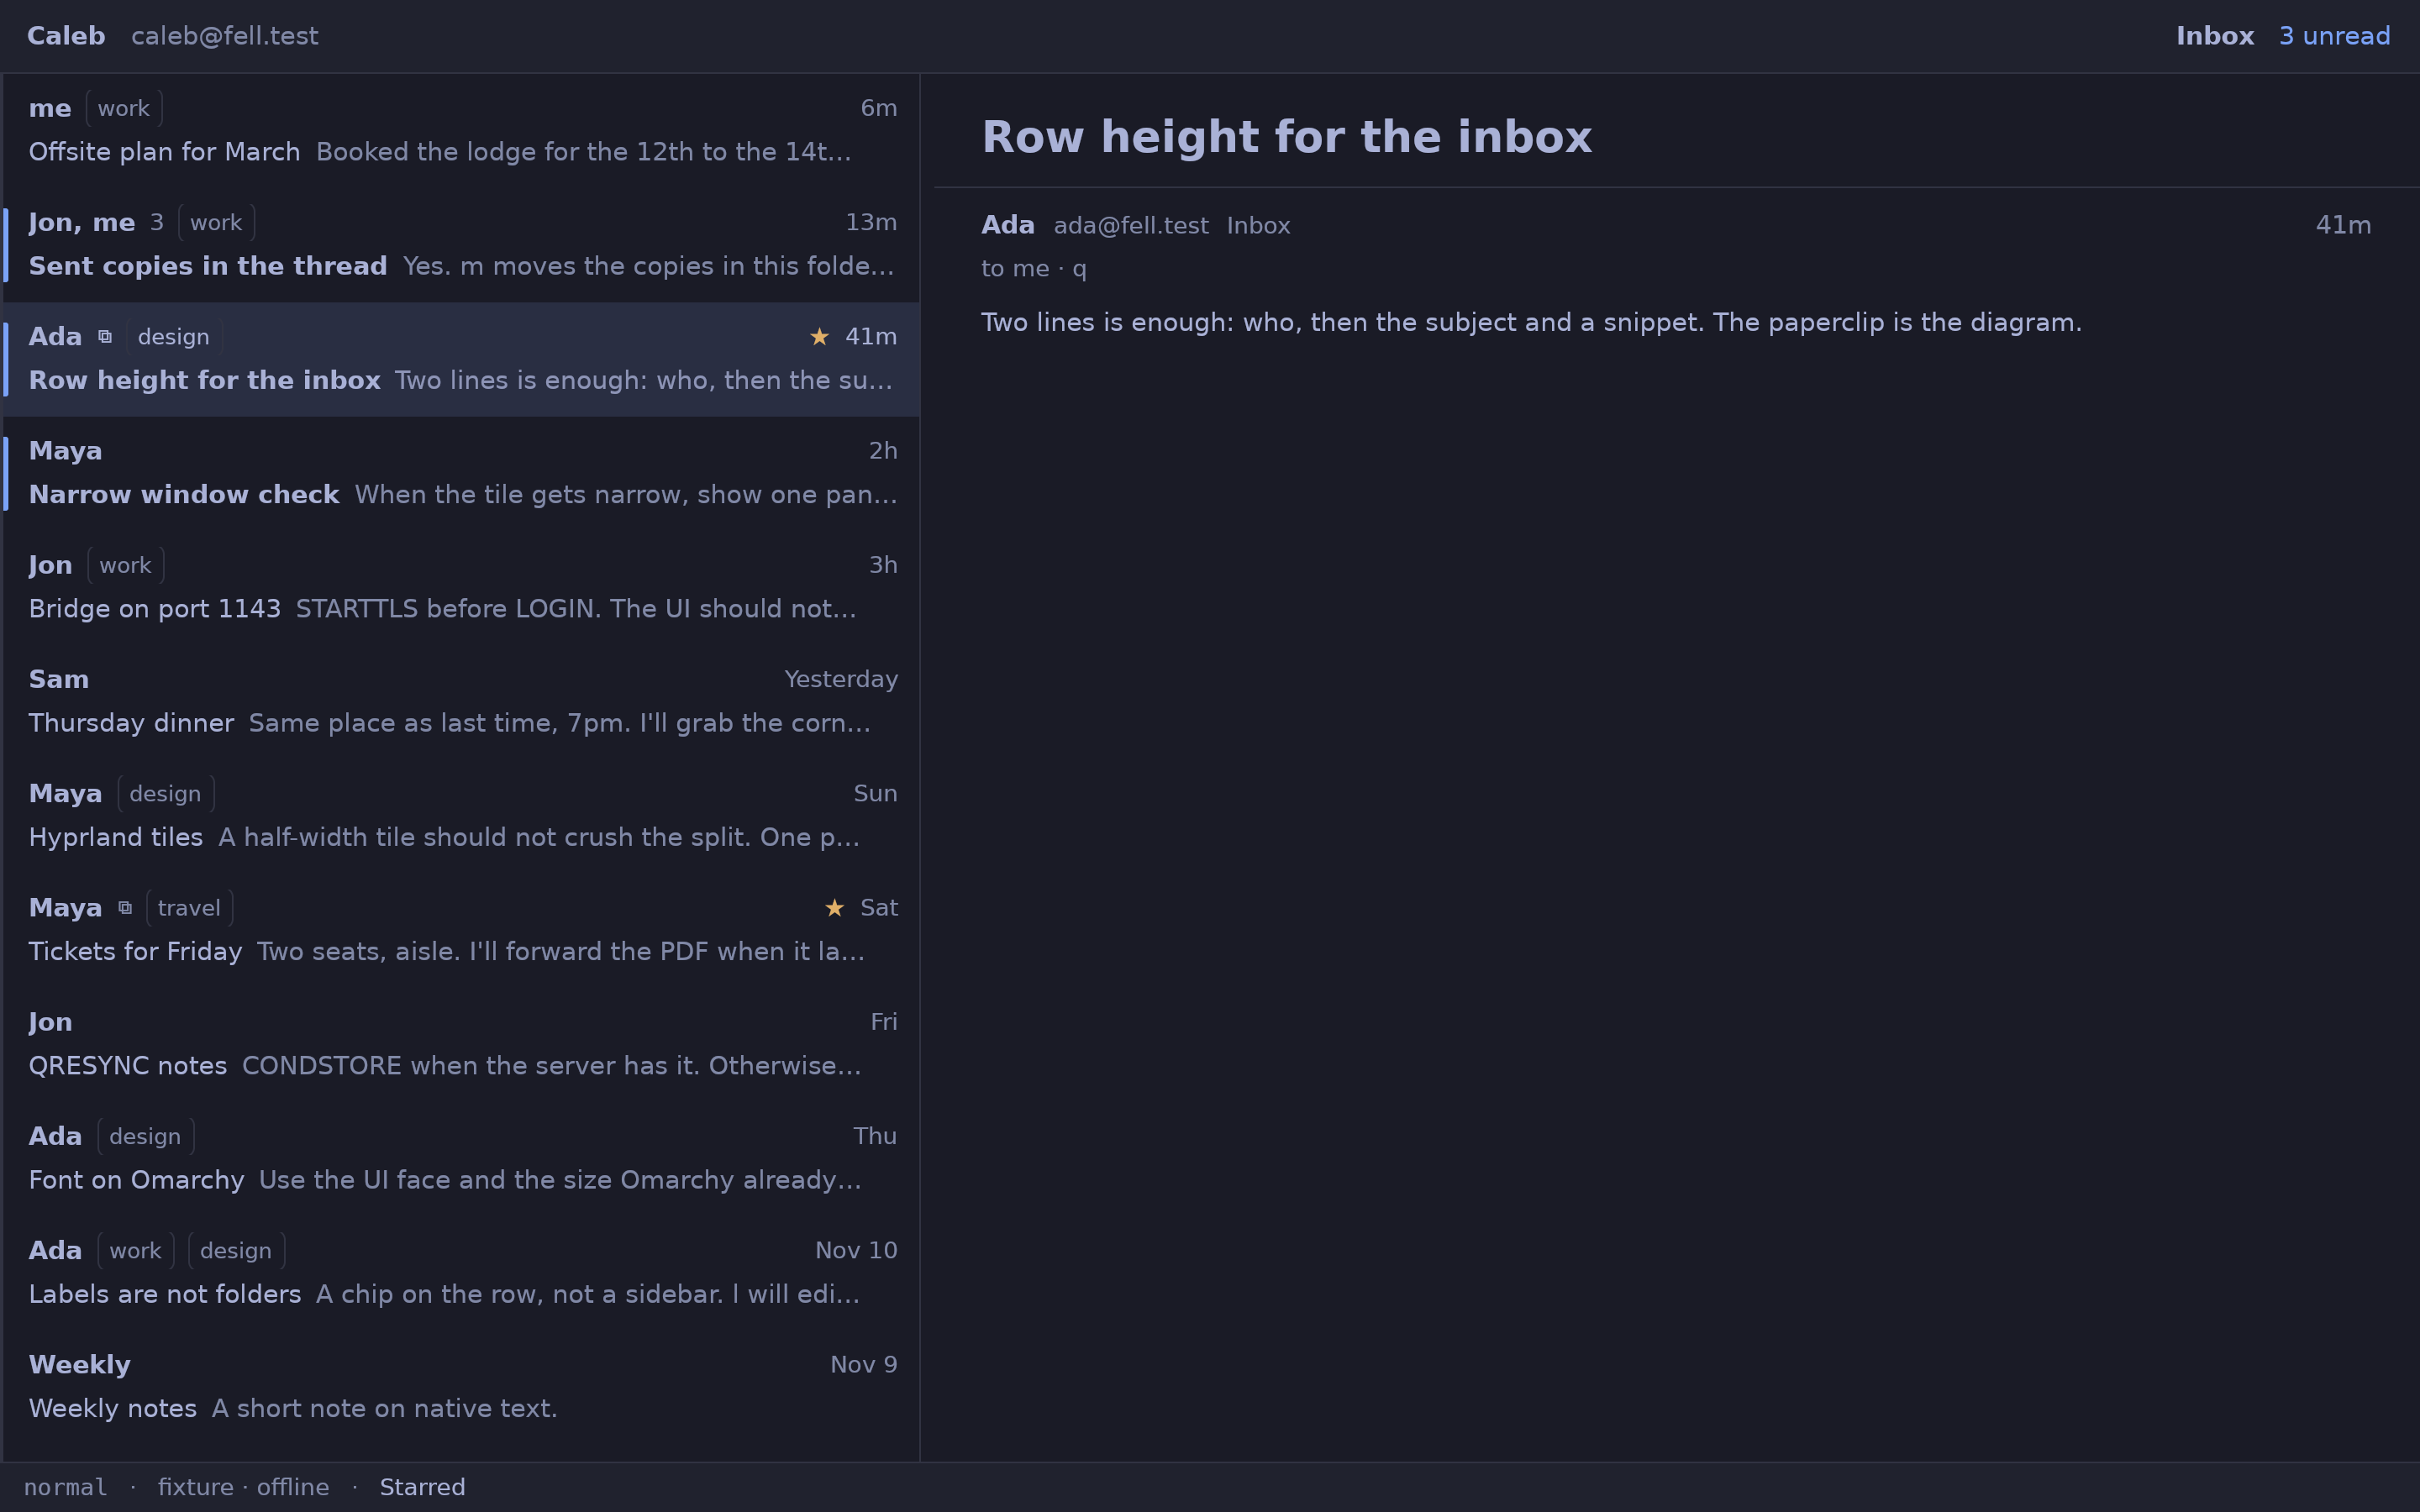 Caleb caleb@fell.test
Inbox 3 unread
me work 6m
Offsite plan for March Booked the lodge for the 12th to the 14t…
Jon, me 3 work 13m
Sent copies in the thread Yes. m moves the copies in this folde…
Ada ⧉ design ★ 41m
Row height for the inbox Two lines is enough: who, then the su…
Maya 2h
Narrow window check When the tile gets narrow, show one pan…
Jon work 3h
Bridge on port 1143 STARTTLS before LOGIN. The UI should not…
Sam Yesterday
Thursday dinner Same place as last time, 7pm. I'll grab the corn…
Maya design Sun
Hyprland tiles A half-width tile should not crush the split. One p…
Maya ⧉ travel ★ Sat
Tickets for Friday Two seats, aisle. I'll forward the PDF when it la…
Jon Fri
QRESYNC notes CONDSTORE when the server has it. Otherwise…
Ada design Thu
Font on Omarchy Use the UI face and the size Omarchy already…
Ada work design Nov 10
Labels are not folders A chip on the row, not a sidebar. l will edi…
Weekly Nov 9
Weekly notes A short note on native text.
Row height for the inbox
Ada ada@fell.test Inbox 41m
to me · q
Two lines is enough: who, then the subject and a snippet. The paperclip is the diagram.
normal · fixture · offline · Starred